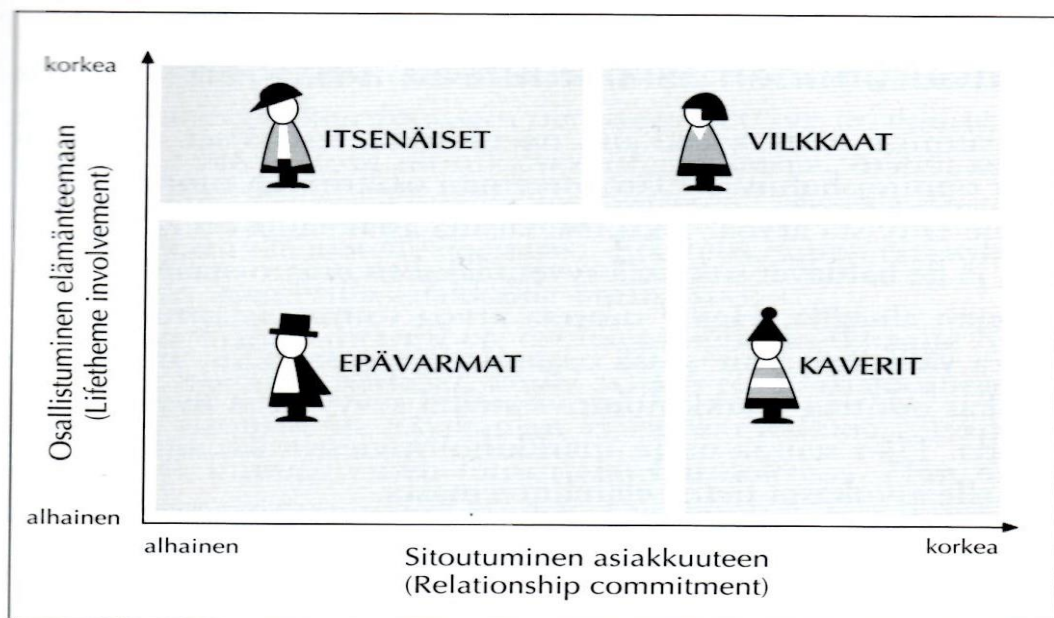 korkea
Osallistuminen elämänteemaan
(Lifetheme involvement)
ITSENÄISET
VILKKAAT
EPÄVARMAT
KAVERIT
alhainen
alhainen
Sitoutuminen asiakkuuteen
(Relationship commitment)
korkea